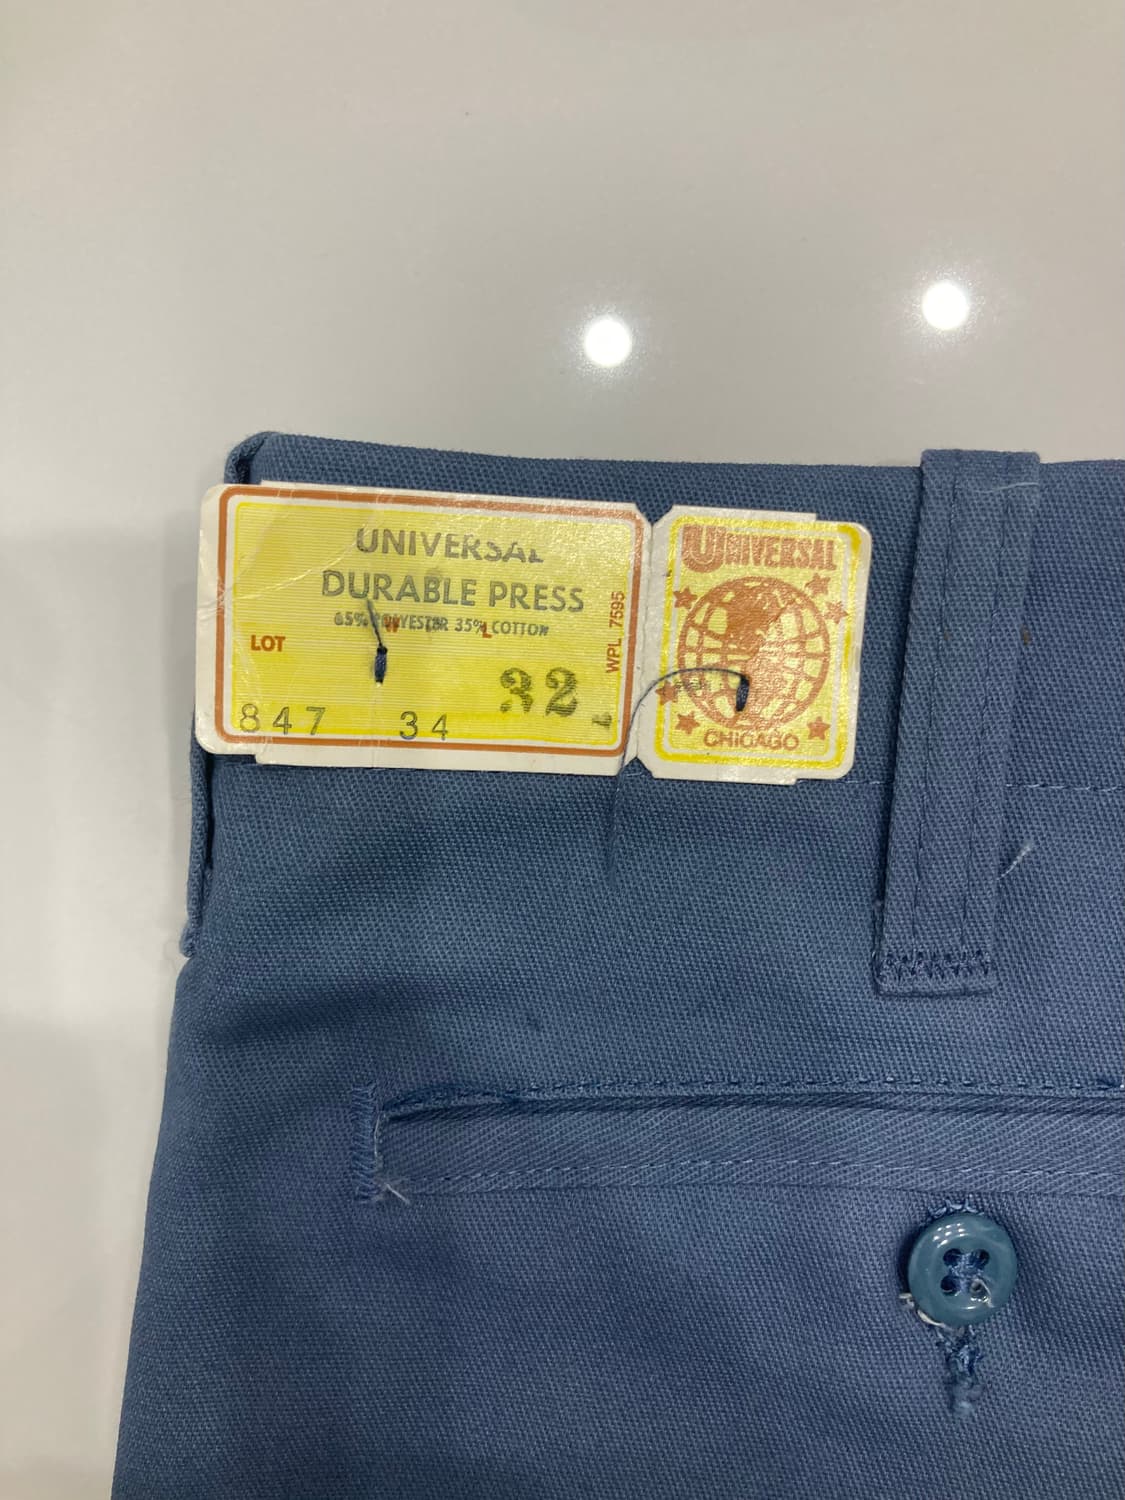 UNIVERSAL
DURABLE PRESS
65% POLYESTER 35% COTTON
LOT
W
L
847
34
32
WPL 7595
UNIVERSAL
CHICAGO